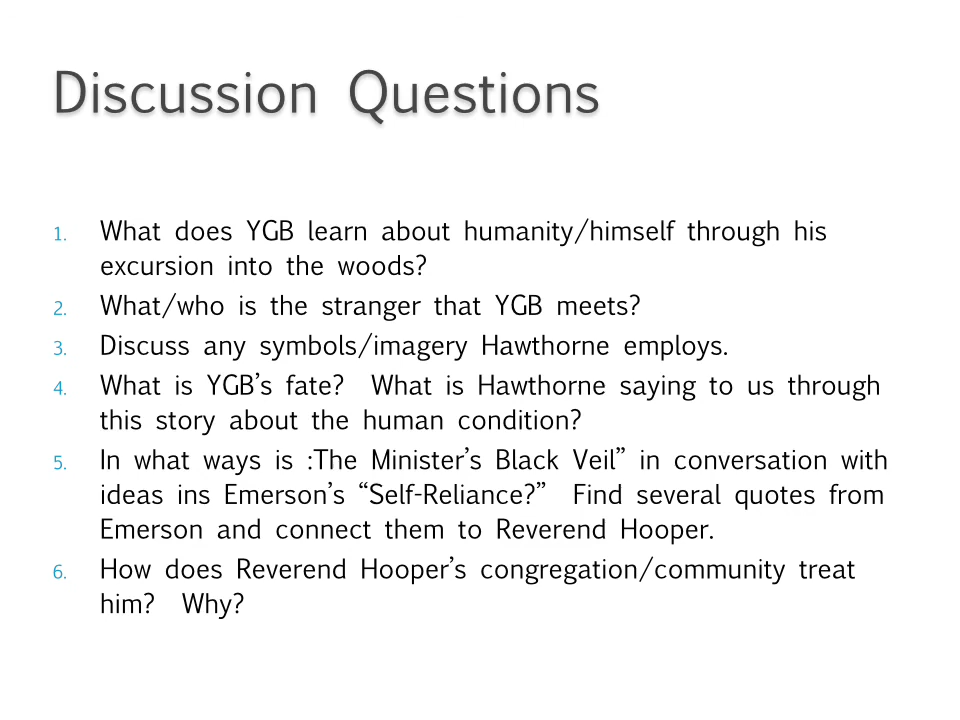 Discussion Questions
1. What does YGB learn about humanity/himself through his
excursion into the woods?
2. What/who is the stranger that YGB meets?
3. Discuss any symbols/imagery Hawthorne employs.
4. What is YGB’s fate?  What is Hawthorne saying to us through
this story about the human condition?
5. In what ways is :The Minister’s Black Veil” in conversation with
ideas ins Emerson’s “Self-Reliance?”  Find several quotes from
Emerson and connect them to Reverend Hooper.
6. How does Reverend Hooper’s congregation/community treat
him?  Why?